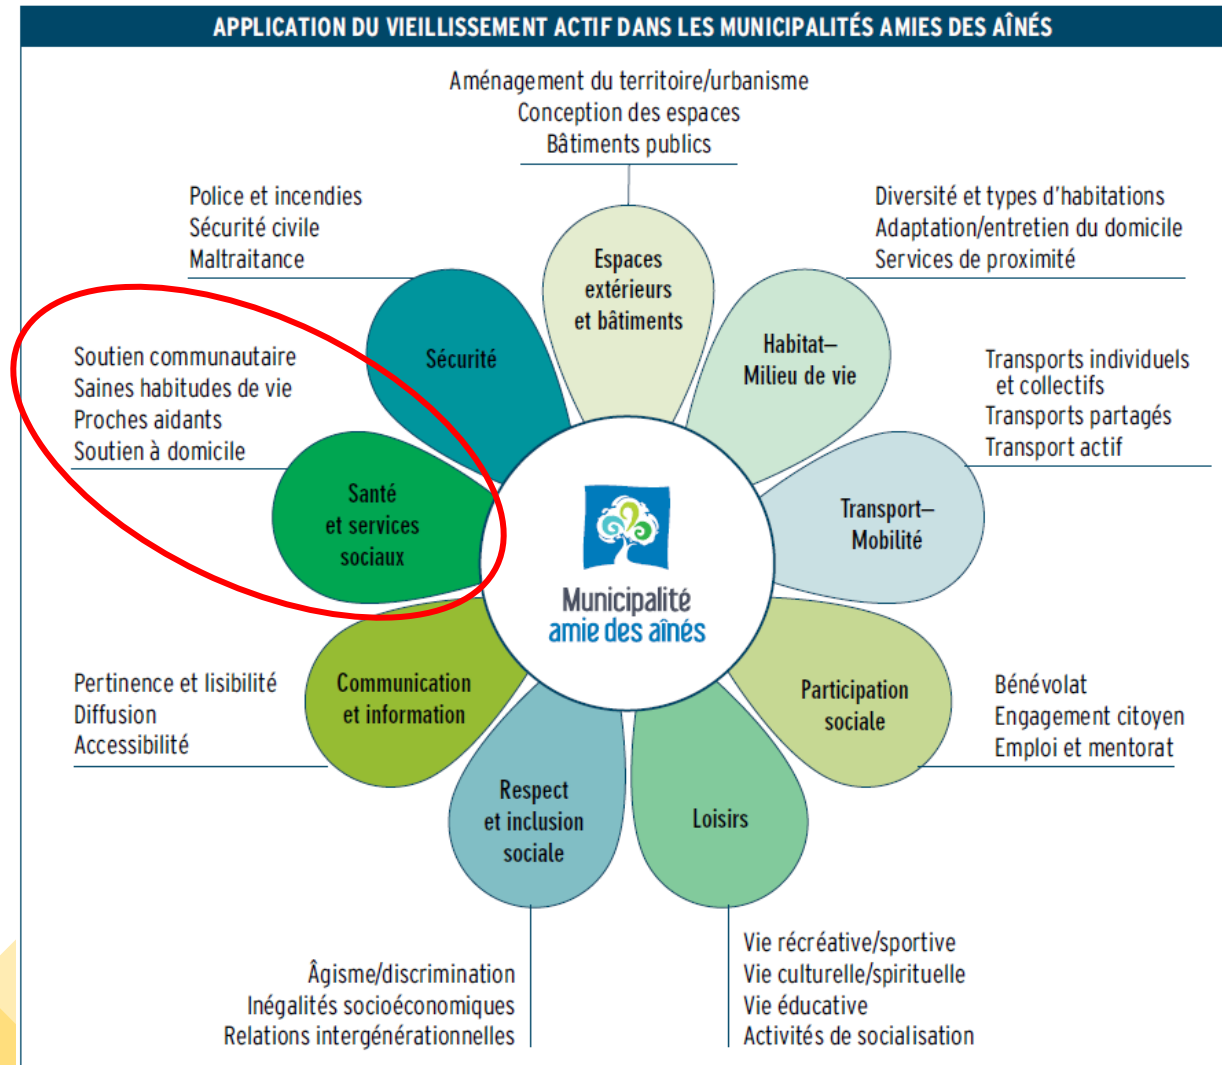 APPLICATION DU VIEILLISSEMENT ACTIF DANS LES MUNICIPALITÉS AMIES DES AÎNÉS
Aménagement du territoire/urbanisme
Conception des espaces
Bâtiments publics
Espaces
extérieurs
et bâtiments
Diversité et types d'habitations
Adaptation/entretien du domicile
Services de proximité
Habitat–
Milieu de vie
Transports individuels
et collectifs
Transports partagés
Transport actif
Transport–
Mobilité
Bénévolat
Engagement citoyen
Emploi et mentorat
Participation
sociale
Loisirs
Vie récréative/sportive
Vie culturelle/spirituelle
Vie éducative
Activités de socialisation
Respect
et inclusion
sociale
Âgisme/discrimination
Inégalités socioéconomiques
Relations intergénérationnelles
Communication
et information
Pertinence et lisibilité
Diffusion
Accessibilité
Santé
et services
sociaux
Soutien communautaire
Saines habitudes de vie
Proches aidants
Soutien à domicile
Sécurité
Police et incendies
Sécurité civile
Maltraitance
Municipalité
amie des aînés